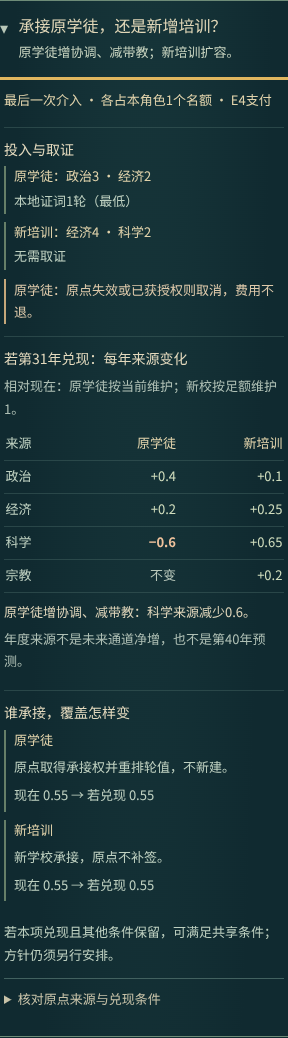 ▼ 承接原学徒，还是新增培训？
原学徒增协调、减带教；新培训扩容。
最后一次介入 · 各占本角色1个名额 · E4支付
投入与取证
原学徒：政治3 · 经济2
本地证词1轮（最低）
新培训：经济4 · 科学2
无需取证
原学徒：原点失效或已获授权则取消，费用不
退。
若第31年兑现：每年来源变化
相对现在：原学徒按当前维护；新校按足额维护
1。
来源 原学徒 新培训
政治 +0.4 +0.1
经济 +0.2 +0.25
科学 −0.6 +0.65
宗教 不变 +0.2
原学徒增协调、减带教：科学来源减少0.6。
年度来源不是未来通道净增，也不是第40年预
测。
谁承接，覆盖怎样变
原学徒
原点取得承接权并重排轮值，不新建。
现在 0.55 → 若兑现 0.55
新培训
新学校承接，原点不补签。
现在 0.55 → 若兑现 0.55
若本项兑现且其他条件保留，可满足共享条件；
方针仍须另行安排。
▶ 核对原点来源与兑现条件